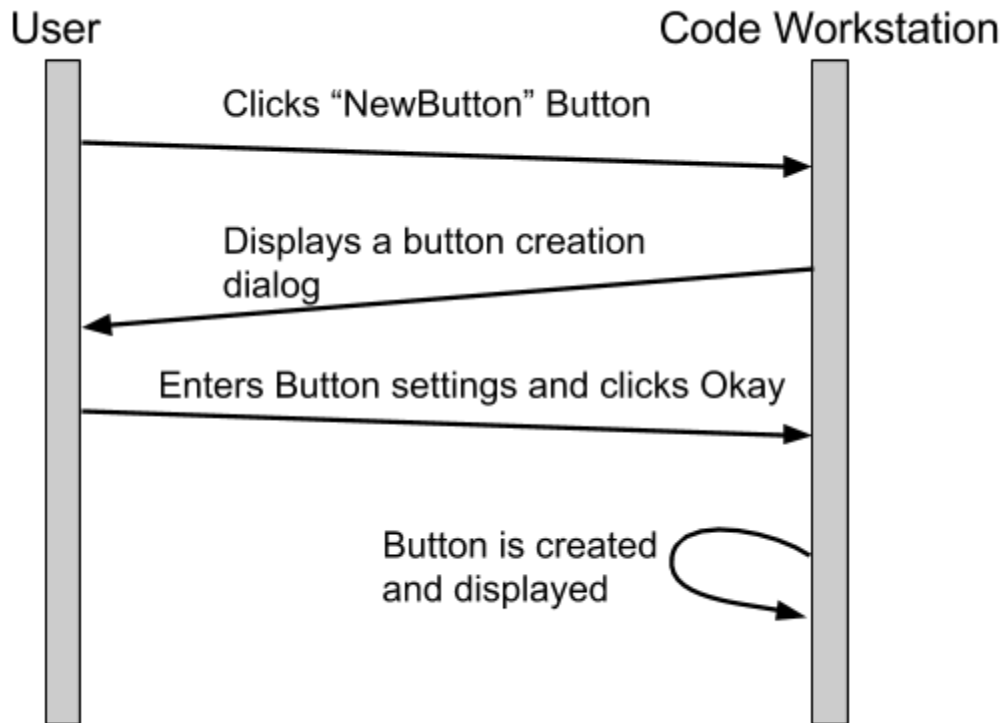 User
Code Workstation
Clicks “NewButton” Button
Displays a button creation
dialog
Enters Button settings and clicks Okay
Button is created
and displayed